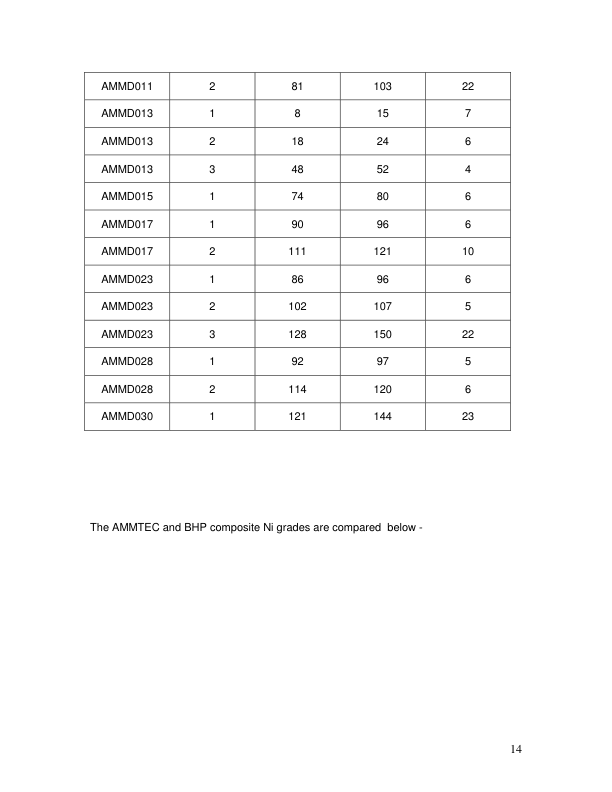 AMMD011 2 81 103 22
AMMD013 1 8 15 7
AMMD013 2 18 24 6
AMMD013 3 48 52 4
AMMD015 1 74 80 6
AMMD017 1 90 96 6
AMMD017 2 111 121 10
AMMD023 1 86 96 6
AMMD023 2 102 107 5
AMMD023 3 128 150 22
AMMD028 1 92 97 5
AMMD028 2 114 120 6
AMMD030 1 121 144 23
The AMMTEC and BHP composite Ni grades are compared  below -
14